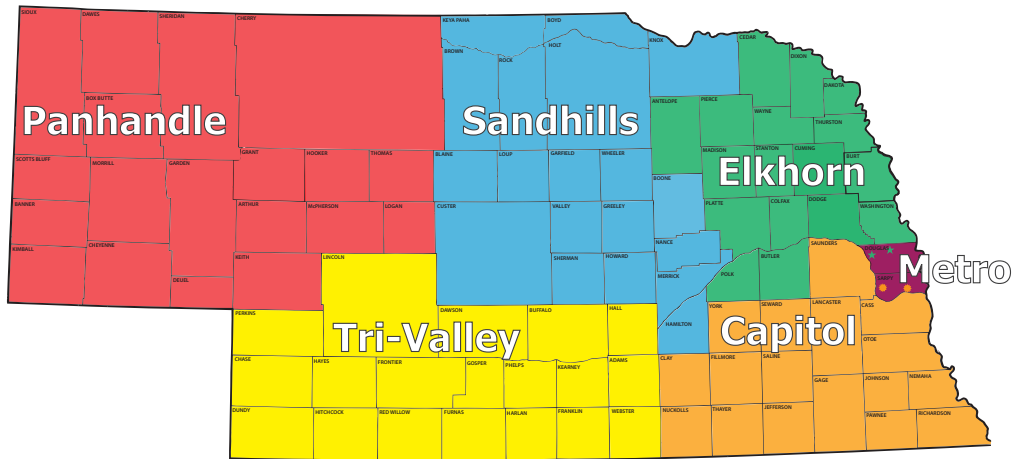 SIOUX
DAWES
SHERIDAN
CHERRY
KEYA PAHA
BOYD
KNOX
CEDAR
DIXON
BROWN
ROCK
HOLT
DAKOTA
BOX BUTTE
ANTELOPE
PIERCE
WAYNE
THURSTON
Panhandle
Sandhills
Elkhorn
SCOTTS BLUFF
MORRILL
GARDEN
GRANT
HOOKER
THOMAS
BLAINE
LOUP
GARFIELD
WHEELER
MADISON
STANTON
CUMING
BURT
BOONE
BANNER
ARTHUR
McPHERSON
LOGAN
CUSTER
VALLEY
GREELEY
PLATTE
COLFAX
DODGE
WASHINGTON
NANCE
KIMBALL
CHEYENNE
KEITH
LINCOLN
SHERMAN
HOWARD
MERRICK
POLK
BUTLER
SAUNDERS
DOUGLAS
SARPY
Metro
DEUEL
PERKINS
DAWSON
BUFFALO
HALL
HAMILTON
YORK
SEWARD
LANCASTER
CASS
Tri-Valley
Capitol
OTOE
CHASE
HAYES
FRONTIER
GOSPER
PHELPS
KEARNEY
ADAMS
CLAY
FILLMORE
SALINE
GAGE
JOHNSON
NEMAHA
DUNDY
HITCHCOCK
RED WILLOW
FURNAS
HARLAN
FRANKLIN
WEBSTER
NUCKOLLS
THAYER
JEFFERSON
PAWNEE
RICHARDSON